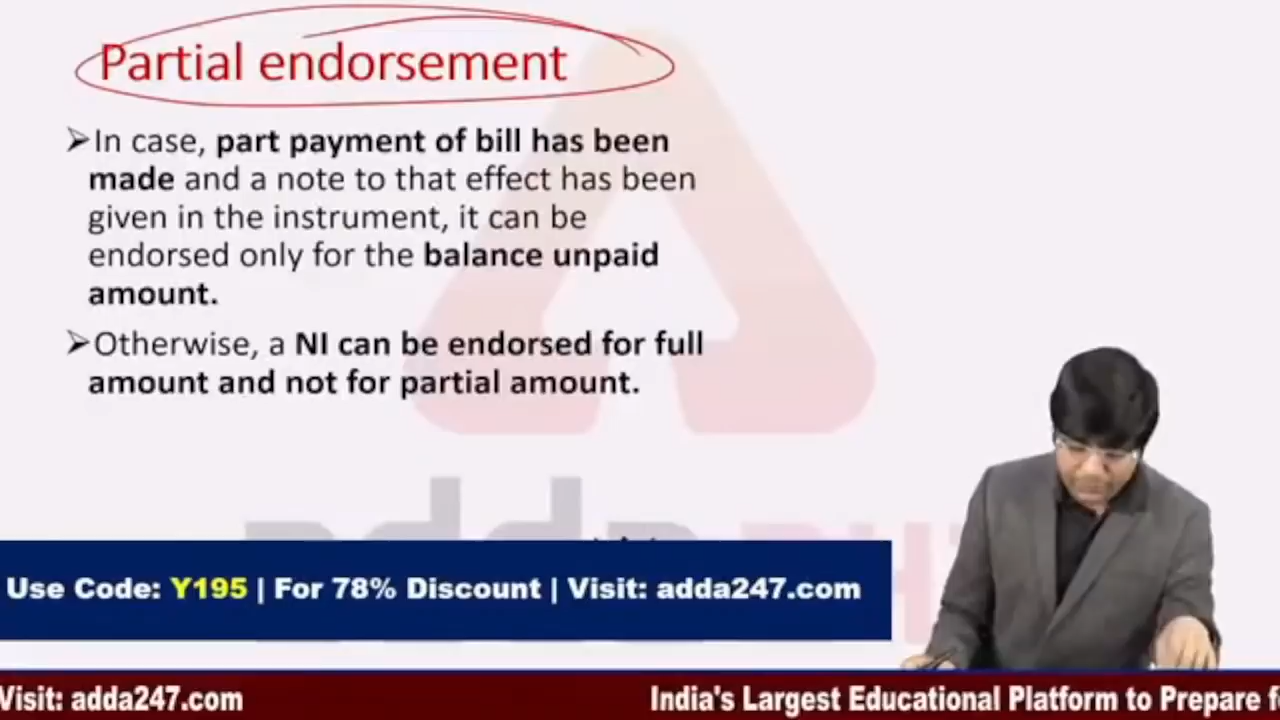 Partial endorsement
➤In case, part payment of bill has been
made and a note to that effect has been
given in the instrument, it can be
endorsed only for the balance unpaid
amount.
➤Otherwise, a NI can be endorsed for full
amount and not for partial amount.
adda
Use Code: Y195 | For 78% Discount | Visit: adda247.com
Visit: adda247.com
India's Largest Educational Platform to Prepare f